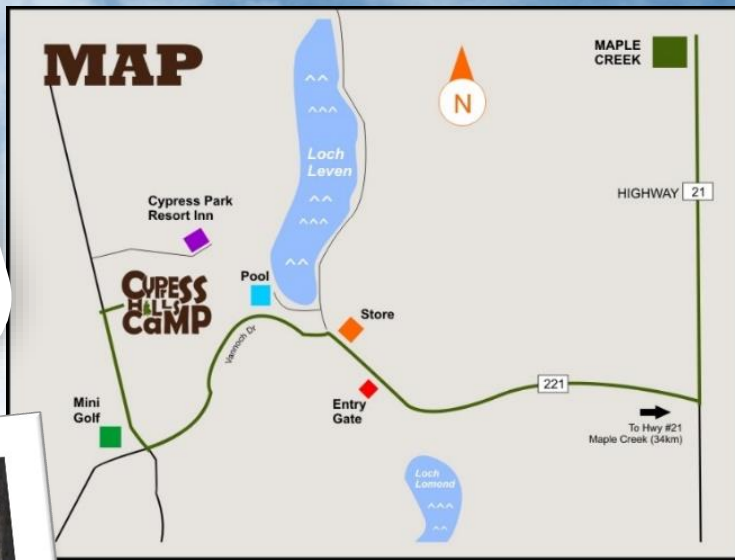 MAP
MAPLE
CREEK
N
Loch
Leven
HIGHWAY 21
Cypress Park
Resort Inn
CYPRESS
HILLS
CAMP
Pool
Store
Vannoch Dr
221
Mini
Golf
Entry
Gate
To Hwy #21
Maple Creek (34km)
Loch
Lomond